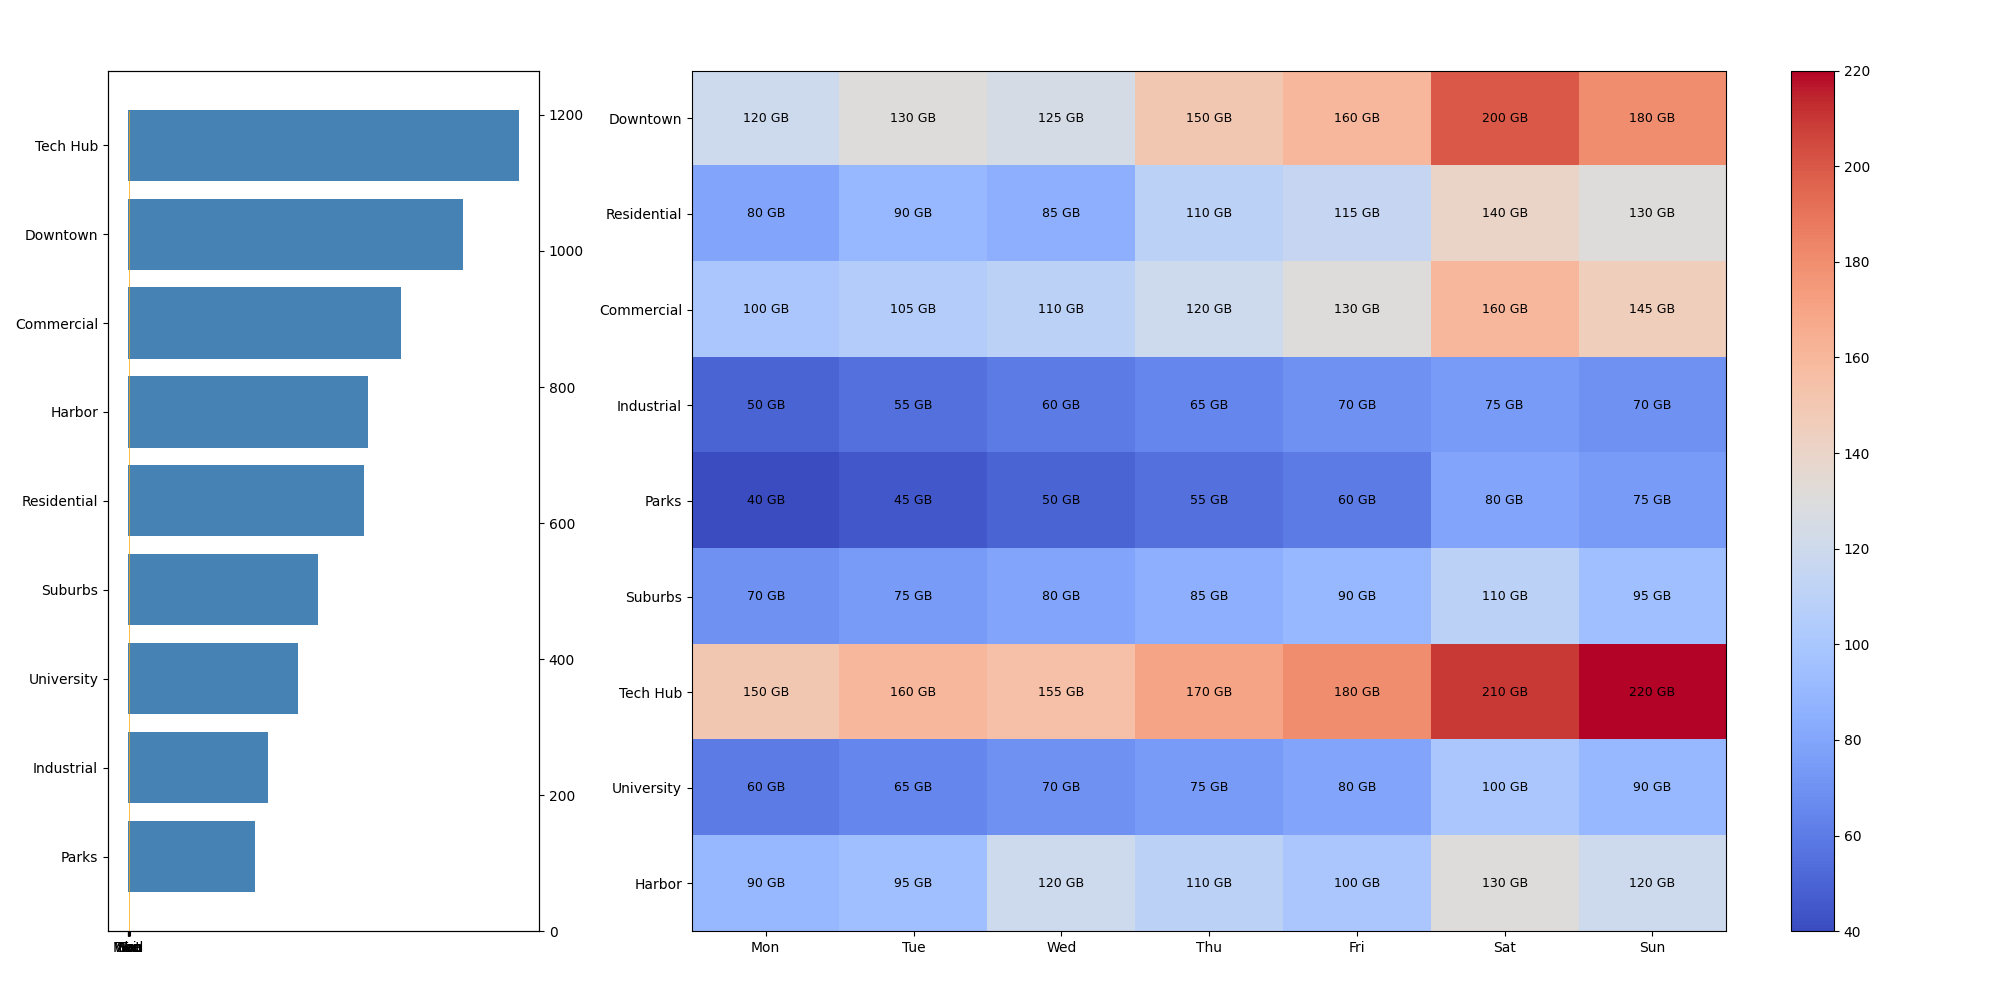 Tech Hub
Downtown
Commercial
Harbor
Residential
Suburbs
University
Industrial
Parks
1200
1000
800
600
400
200
0
Downtown 120 GB 130 GB 125 GB 150 GB 160 GB 200 GB 180 GB
Residential 80 GB 90 GB 85 GB 110 GB 115 GB 140 GB 130 GB
Commercial 100 GB 105 GB 110 GB 120 GB 130 GB 160 GB 145 GB
Industrial 50 GB 55 GB 60 GB 65 GB 70 GB 75 GB 70 GB
Parks 40 GB 45 GB 50 GB 55 GB 60 GB 80 GB 75 GB
Suburbs 70 GB 75 GB 80 GB 85 GB 90 GB 110 GB 95 GB
Tech Hub 150 GB 160 GB 155 GB 170 GB 180 GB 210 GB 220 GB
University 60 GB 65 GB 70 GB 75 GB 80 GB 100 GB 90 GB
Harbor 90 GB 95 GB 120 GB 110 GB 100 GB 130 GB 120 GB
Mon Tue Wed Thu Fri Sat Sun
220
200
180
160
140
120
100
80
60
40